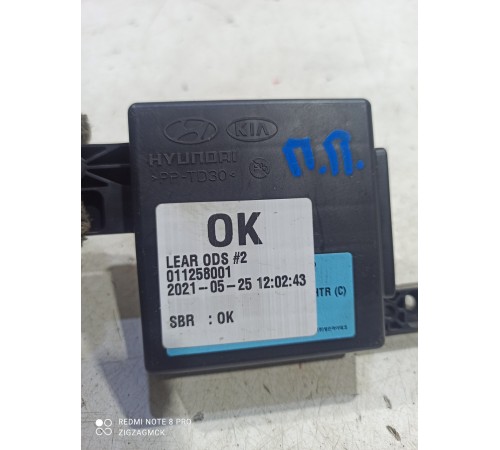 KIA
HYUNDAI
>PP-TD30<
П.П.
OK
LEAR ODS #2
011258001
2021-05-25 12:02:43
SBR : OK
HTR (C)
REDMI NOTE 8 PRO
ZIGZAGMCK